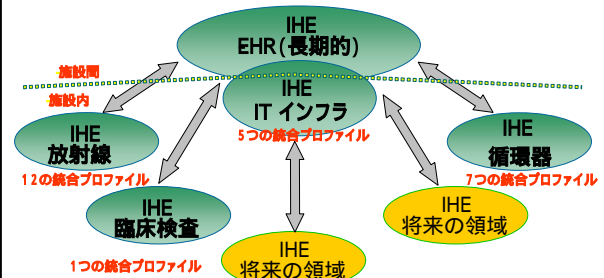 IHE
EHR(長期的)
施設間
施設内
IHE
IT インフラ
5つの統合プロファイル
IHE
放射線
12の統合プロファイル
IHE
循環器
7つの統合プロファイル
IHE
臨床検査
1つの統合プロファイル
IHE
将来の領域
IHE
将来の領域